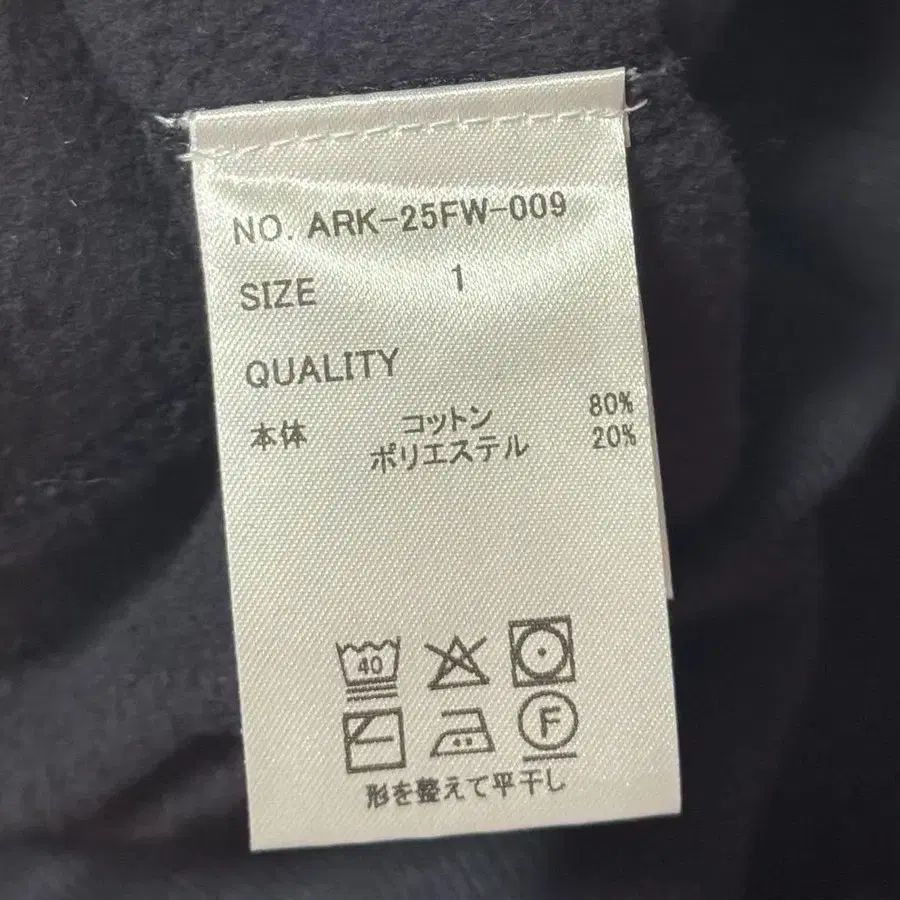 NO. ARK-25FW-009
SIZE 1
QUALITY
本体 コットン 80%
ポリエステル 20%
40
F
形を整えて平干し